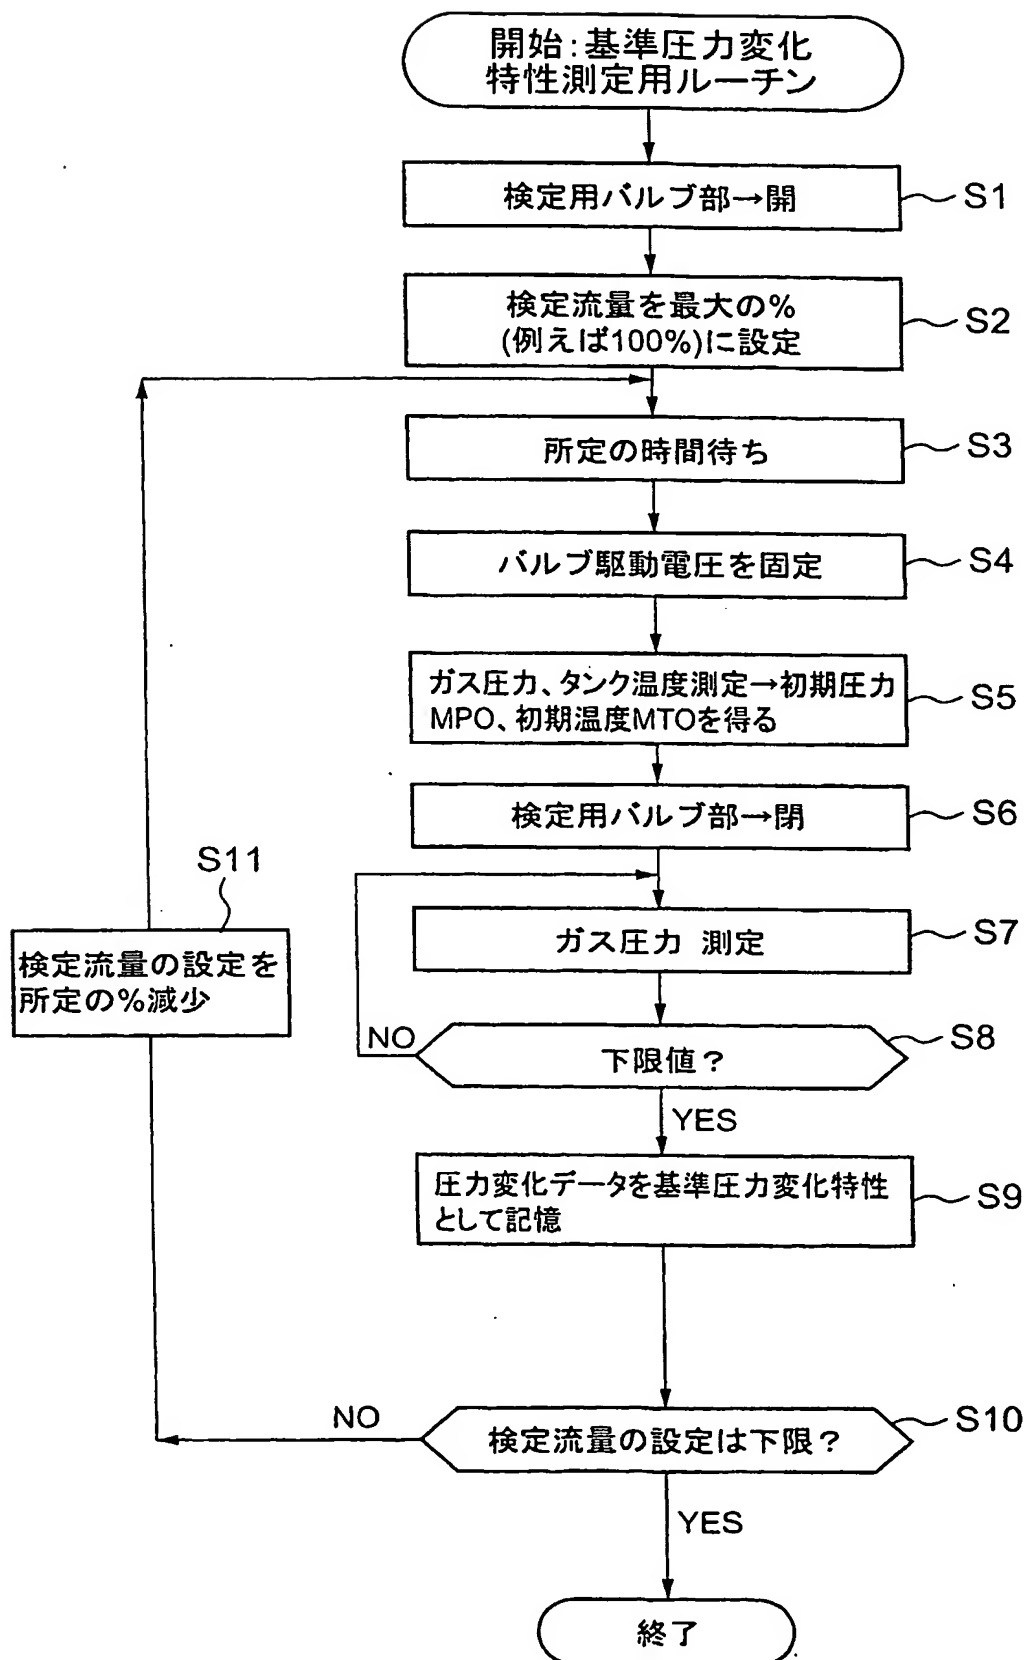 開始:基準圧力変化
特性測定用ルーチン
検定用バルブ部→開
S1
検定流量を最大の%
(例えば100%)に設定
S2
所定の時間待ち
S3
バルブ駆動電圧を固定
S4
ガス圧力、タンク温度測定→初期圧力
MPO、初期温度MTOを得る
S5
検定用バルブ部→閉
S6
S11
検定流量の設定を
所定の%減少
ガス圧力 測定
S7
NO
下限値?
S8
YES
圧力変化データを基準圧力変化特性
として記憶
S9
NO
検定流量の設定は下限?
S10
YES
終了